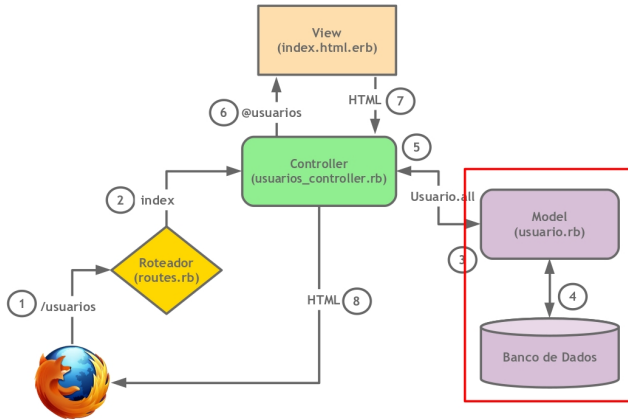 View
(index.html.erb)
6
@usuarios
HTML
7
Controller
(usuarios_controller.rb)
5
2
index
Usuario.all
Model
(usuario.rb)
Roteador
(routes.rb)
3
1
/usuarios
HTML
8
4
Banco de Dados